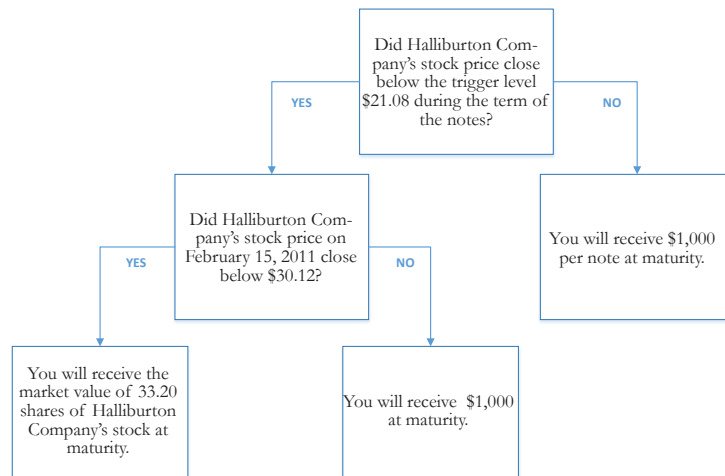 Did Halliburton Com-
pany's stock price close
below the trigger level
$21.08 during the term of
the notes?
YES
NO
Did Halliburton Com-
pany's stock price on
February 15, 2011 close
below $30.12?
You will receive $1,000
per note at maturity.
YES
NO
You will receive the
market value of 33.20
shares of Halliburton
Company's stock at
maturity.
You will receive $1,000
at maturity.